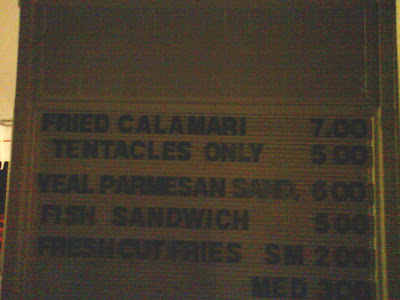 FRIED CALAMARI 7.00
TENTACLES ONLY 5.00
VEAL PARMESAN SAND. 6.00
FISH SANDWICH 5.00
FRESH CUT FRIES SM 2.00
MED 3.00